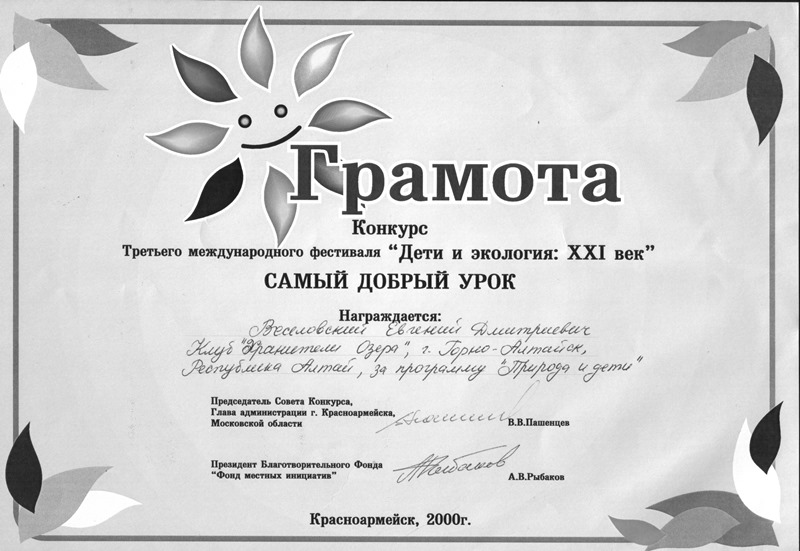 Грамота
Конкурс
Третьего международного фестиваля "Дети и экология: XXI век"
САМЫЙ ДОБРЫЙ УРОК
Награждается:
Веселовский Евгений Дмитриевич
Клуб "Хранители Озера", г. Горно-Алтайск,
Республика Алтай, за программу "Природа и дети"
Председатель Совета Конкурса,
Глава администрации г. Красноармейска,
Московской области
В.В.Пашенцев
Президент Благотворительного Фонда
"Фонд местных инициатив"
А.В.Рыбаков
Красноармейск, 2000г.